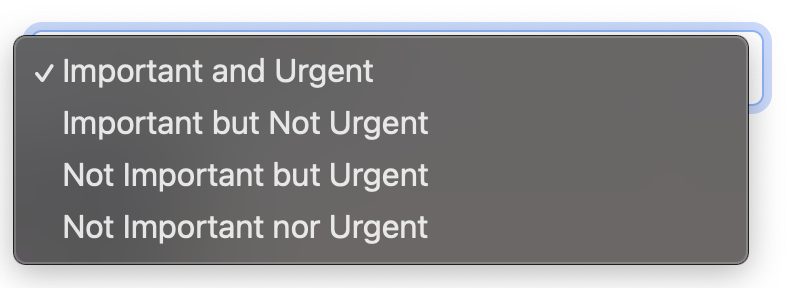 ✓ Important and Urgent
Important but Not Urgent
Not Important but Urgent
Not Important nor Urgent